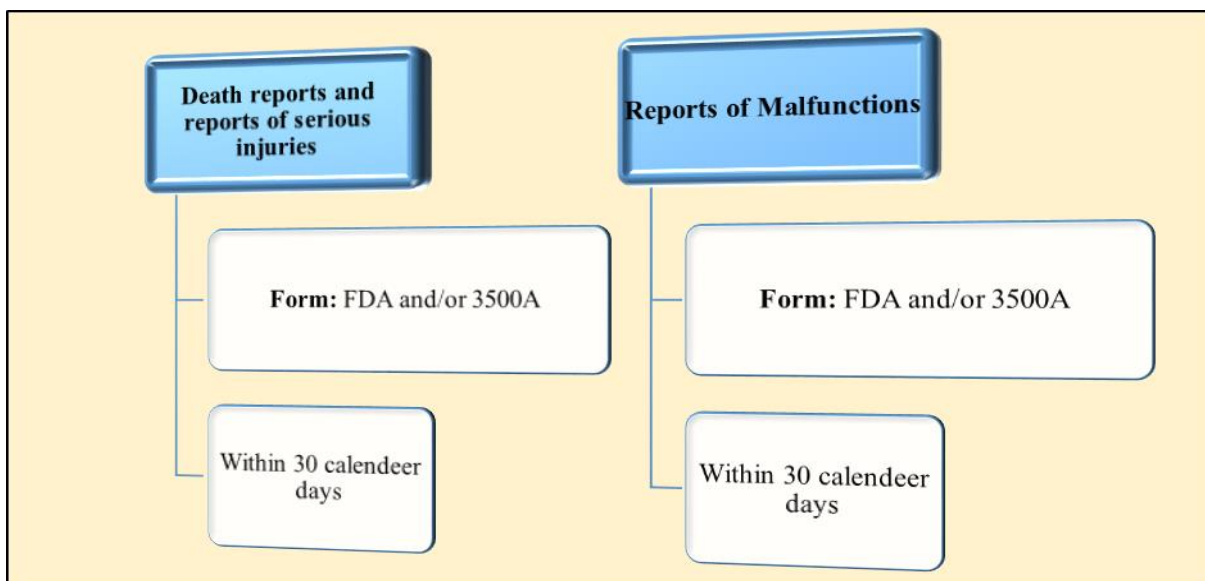 Death reports and
reports of serious
injuries
Form: FDA and/or 3500A
Within 30 calendeer
days
Reports of Malfunctions
Form: FDA and/or 3500A
Within 30 calendeer
days